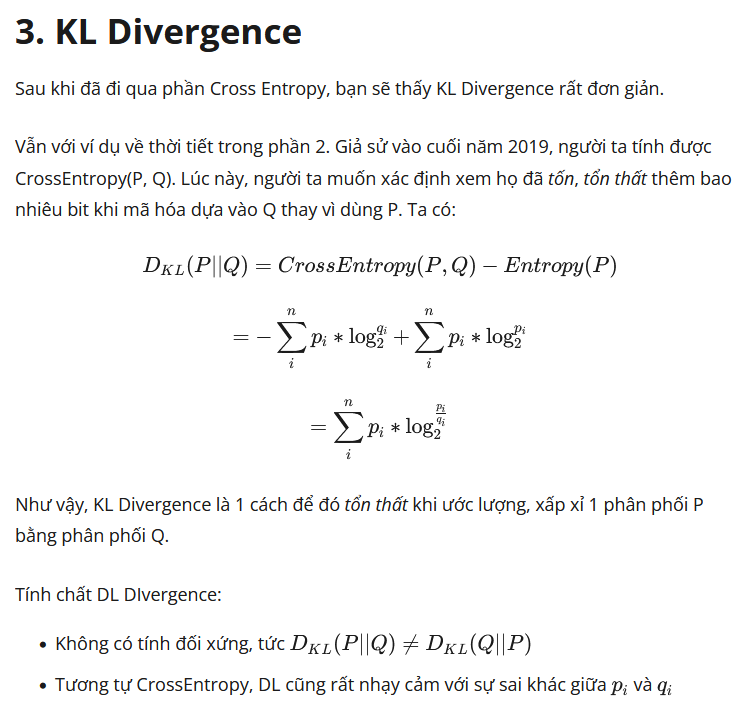 3. KL Divergence
Sau khi đã đi qua phần Cross Entropy, bạn sẽ thấy KL Divergence rất đơn giản.
Vẫn với ví dụ về thời tiết trong phần 2. Giả sử vào cuối năm 2019, người ta tính được
CrossEntropy(P, Q). Lúc này, người ta muốn xác định xem họ đã tốn, tổn thất thêm bao
nhiêu bit khi mã hóa dựa vào Q thay vì dùng P. Ta có:
$D_{KL}(P||Q) = CrossEntropy(P, Q) - Entropy(P)$
$= -\sum_{i}^{n} p_i * \log_2^{q_i} + \sum_{i}^{n} p_i * \log_2^{p_i}$
$= \sum_{i}^{n} p_i * \log_2^{\frac{p_i}{q_i}}$
Như vậy, KL Divergence là 1 cách để đó tổn thất khi ước lượng, xấp xỉ 1 phân phối P
bằng phân phối Q.
Tính chất DL DIvergence:
• Không có tính đối xứng, tức $D_{KL}(P||Q) \neq D_{KL}(Q||P)$
• Tương tự CrossEntropy, DL cũng rất nhạy cảm với sự sai khác giữa $p_i$ và $q_i$